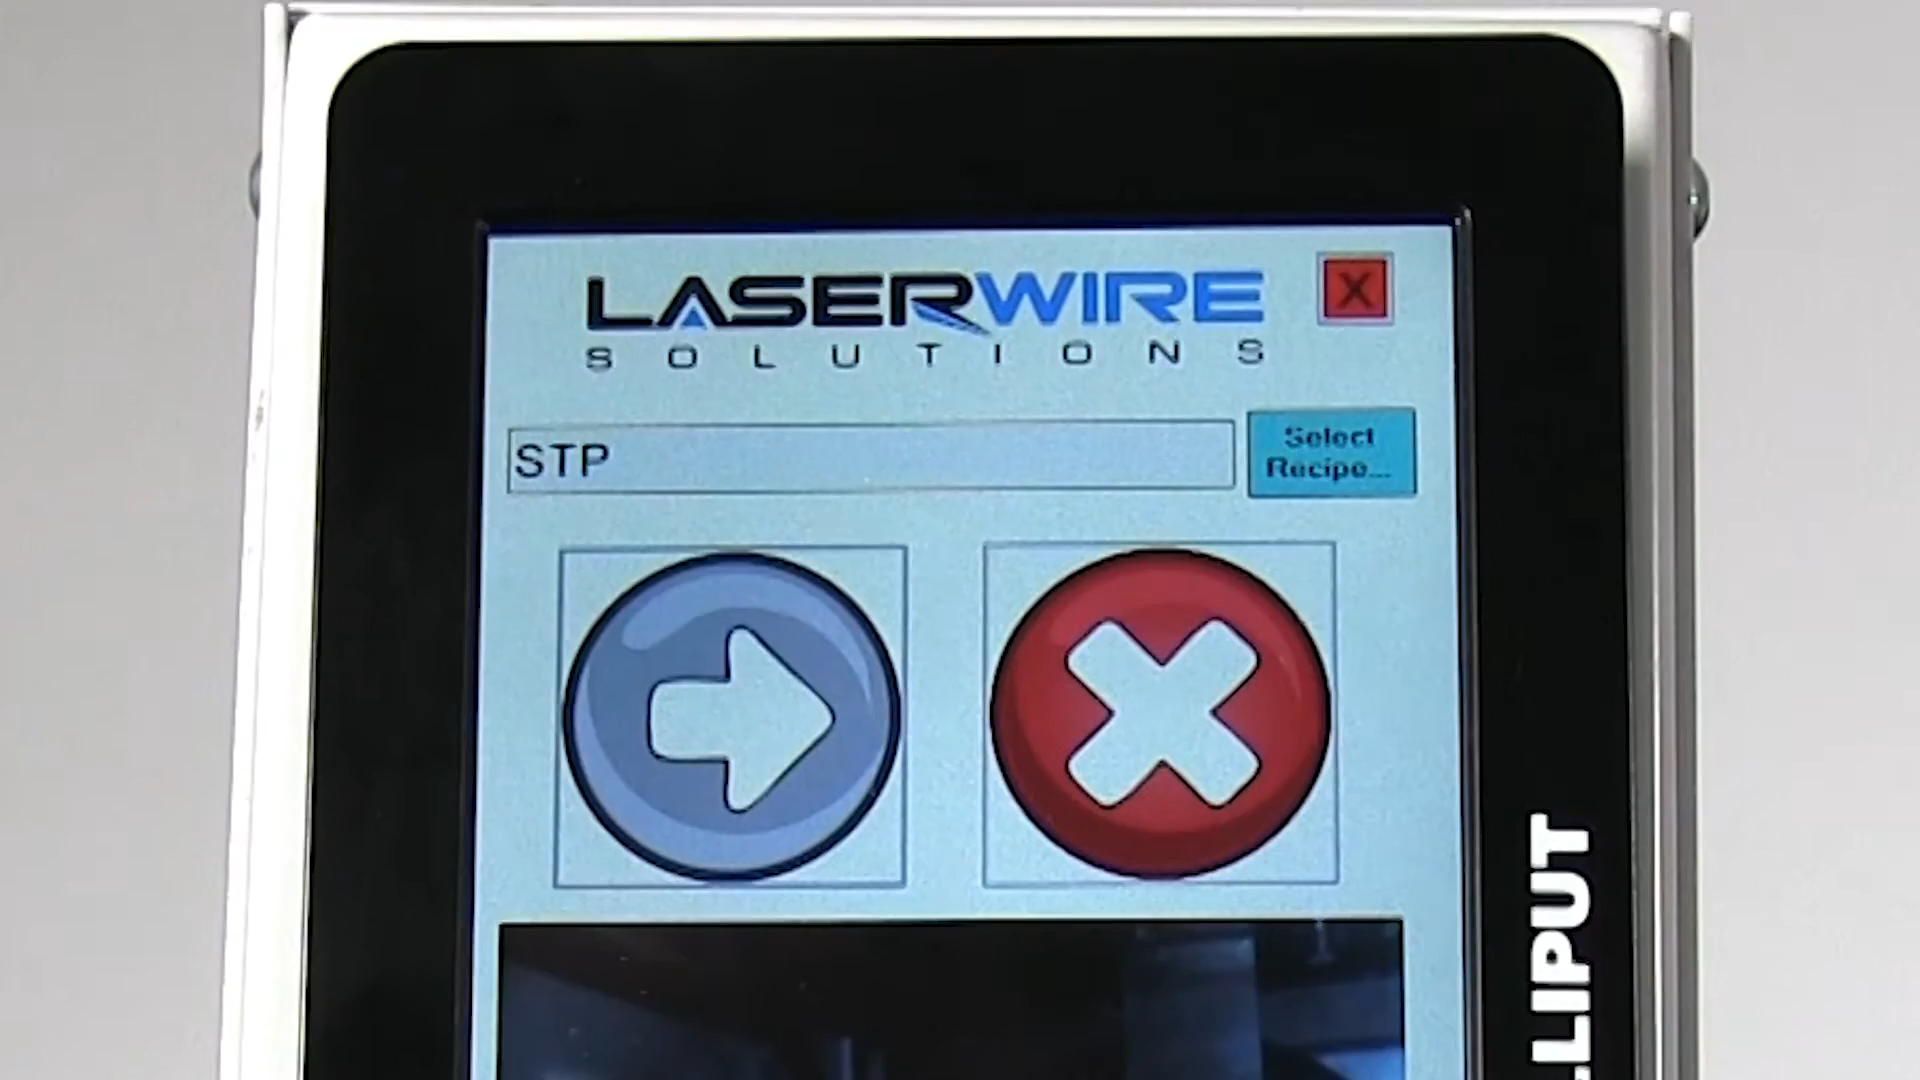 LASERWIRE
SOLUTIONS
X
STP
Select
Recipe...
LLIPUT